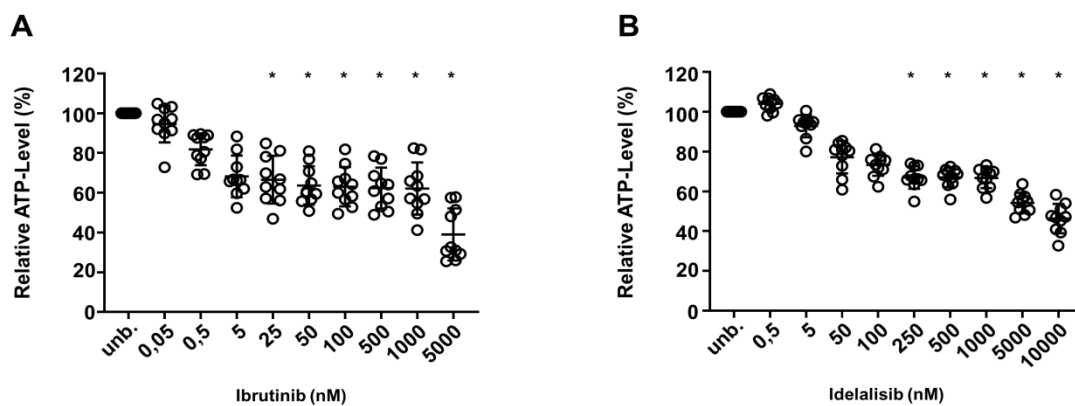 A
* * * * * *
Relative ATP-Level (%)
120
100
80
60
40
20
0
unb. 0,05 0,5 5 25 50 100 500 1000 5000
Ibrutinib (nM)
B
* * * * *
Relative ATP-Level (%)
120
100
80
60
40
20
0
unb. 0,5 5 50 100 250 500 1000 5000 10000
Idelalisib (nM)